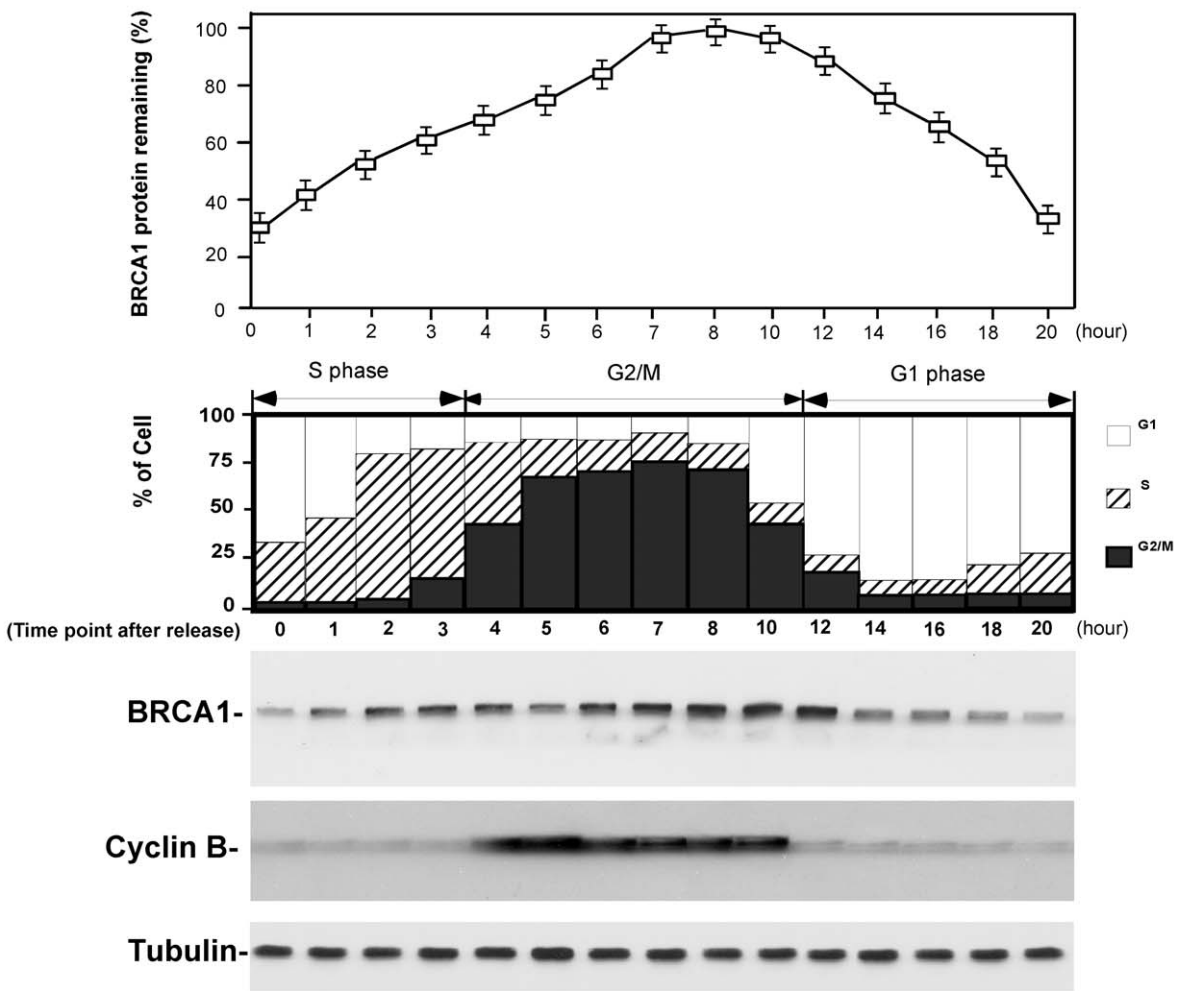 BRCA1 protein remaining (%)
100
80
60
40
20
0
0 1 2 3 4 5 6 7 8 10 12 14 16 18 20 (hour)
S phase G2/M G1 phase
% of Cell
100
75
50
25
0
G1
S
G2/M
(Time point after release) 0 1 2 3 4 5 6 7 8 10 12 14 16 18 20 (hour)
BRCA1-
Cyclin B-
Tubulin-